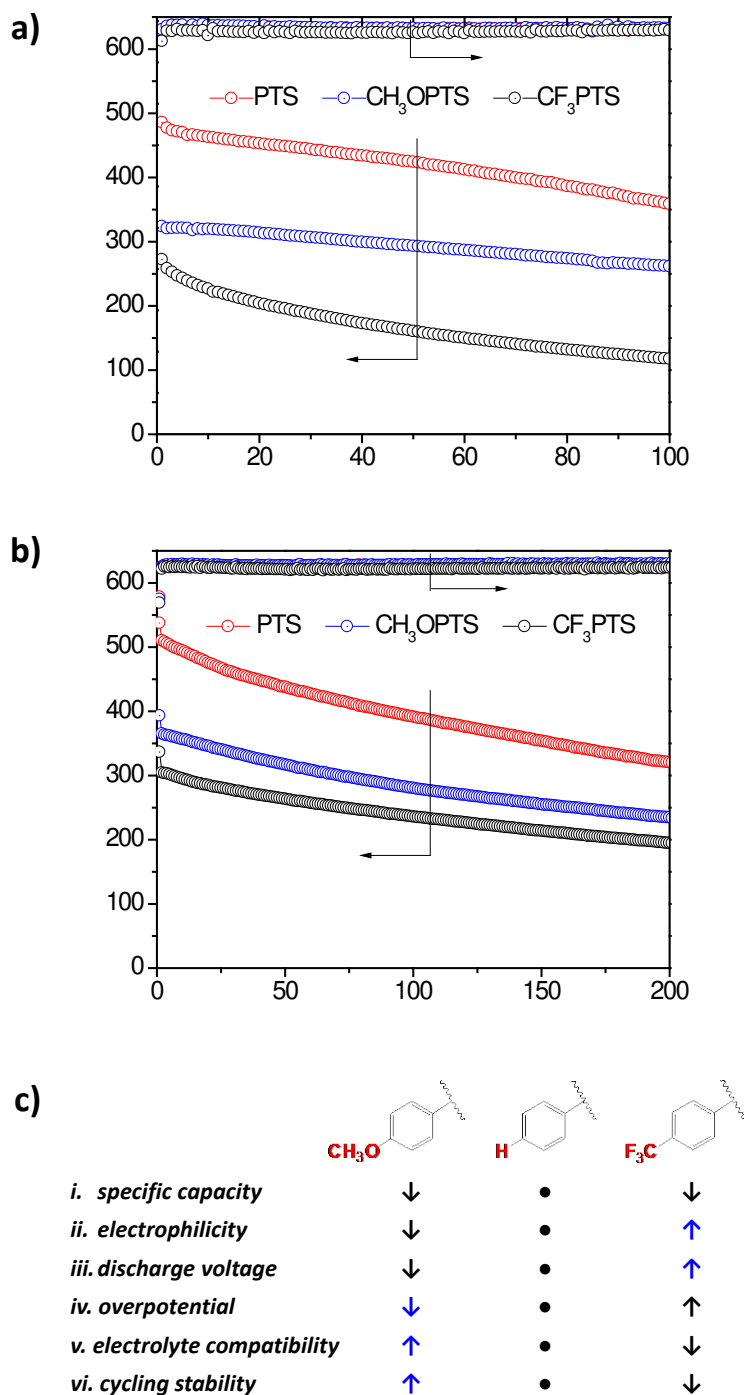 a)
600
500
400
300
200
100
0
PTS CH₃OPTS CF₃PTS
0 20 40 60 80 100
b)
600
500
400
300
200
100
0
PTS CH₃OPTS CF₃PTS
0 50 100 150 200
c)
CH₃O H F₃C
i. specific capacity ↓ • ↓
ii. electrophilicity ↓ • ↑
iii. discharge voltage ↓ • ↑
iv. overpotential ↓ • ↑
v. electrolyte compatibility ↑ • ↓
vi. cycling stability ↑ • ↓